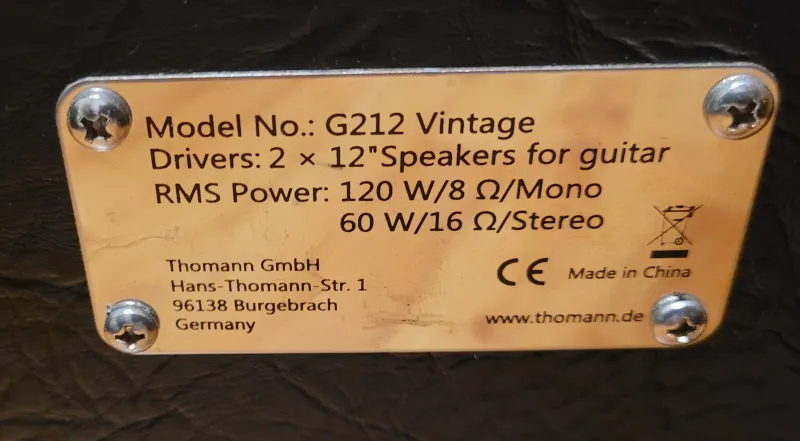 Model No.: G212 Vintage
Drivers: 2 × 12"Speakers for guitar
RMS Power: 120 W/8 Ω/Mono
60 W/16 Ω/Stereo
Thomann GmbH
Hans-Thomann-Str. 1
96138 Burgebrach
Germany
CE Made in China
www.thomann.de